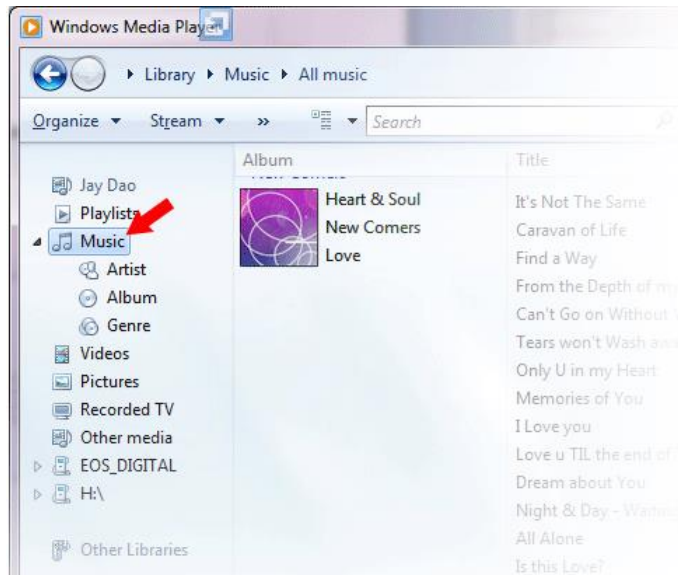 Windows Media Player
Library Music All music
Organize Stream » Search
Album Title
Jay Dao
Playlists
Music
Artist
Album
Genre
Videos
Pictures
Recorded TV
Other media
EOS_DIGITAL
H:\
Other Libraries
Heart & Soul
New Comers
Love
It's Not The Same
Caravan of Life
Find a Way
From the Depth of my
Can't Go on Without
Tears won't Wash away
Only U in my Heart
Memories of You
I Love you
Love u TIL the end of
Dream about You
Night & Day - 
All Alone
Is this Love?